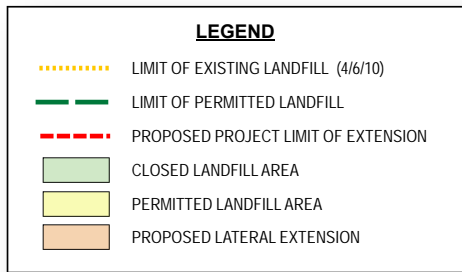 LEGEND
LIMIT OF EXISTING LANDFILL (4/6/10)
LIMIT OF PERMITTED LANDFILL
PROPOSED PROJECT LIMIT OF EXTENSION
CLOSED LANDFILL AREA
PERMITTED LANDFILL AREA
PROPOSED LATERAL EXTENSION